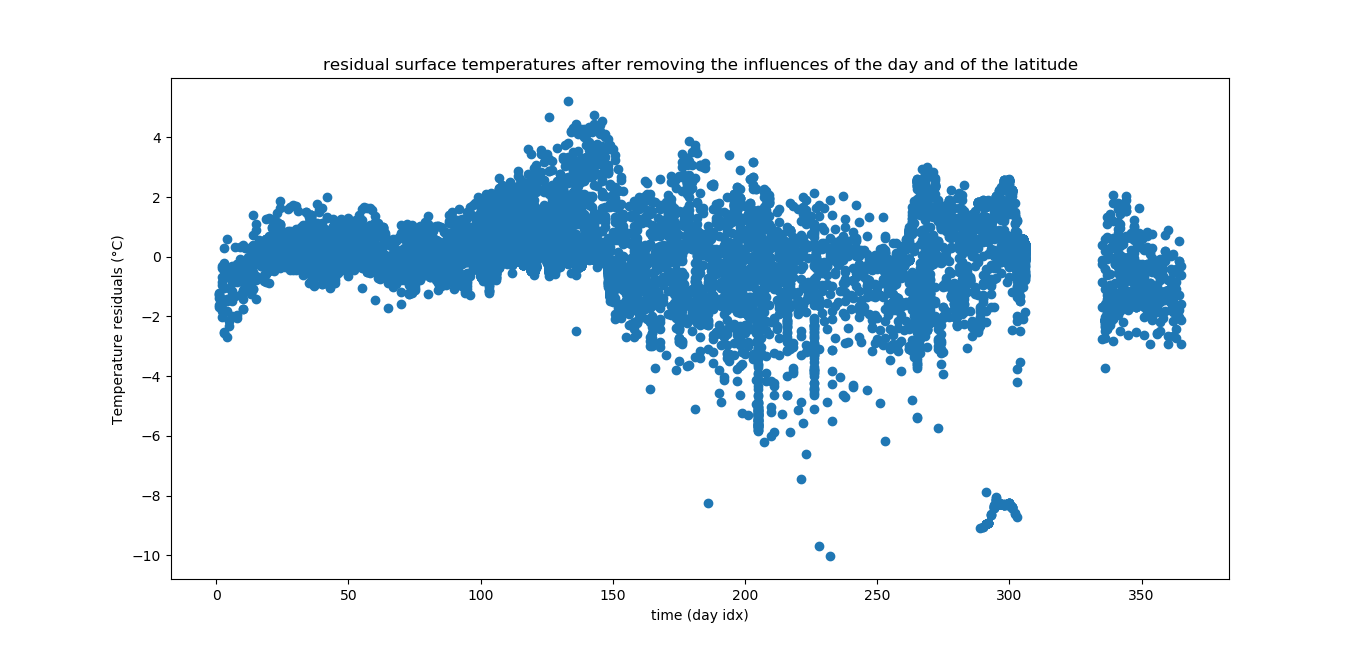 residual surface temperatures after removing the influences of the day and of the latitude
Temperature residuals (°C)
4
2
0
−2
−4
−6
−8
−10
0 50 100 150 200 250 300 350
time (day idx)